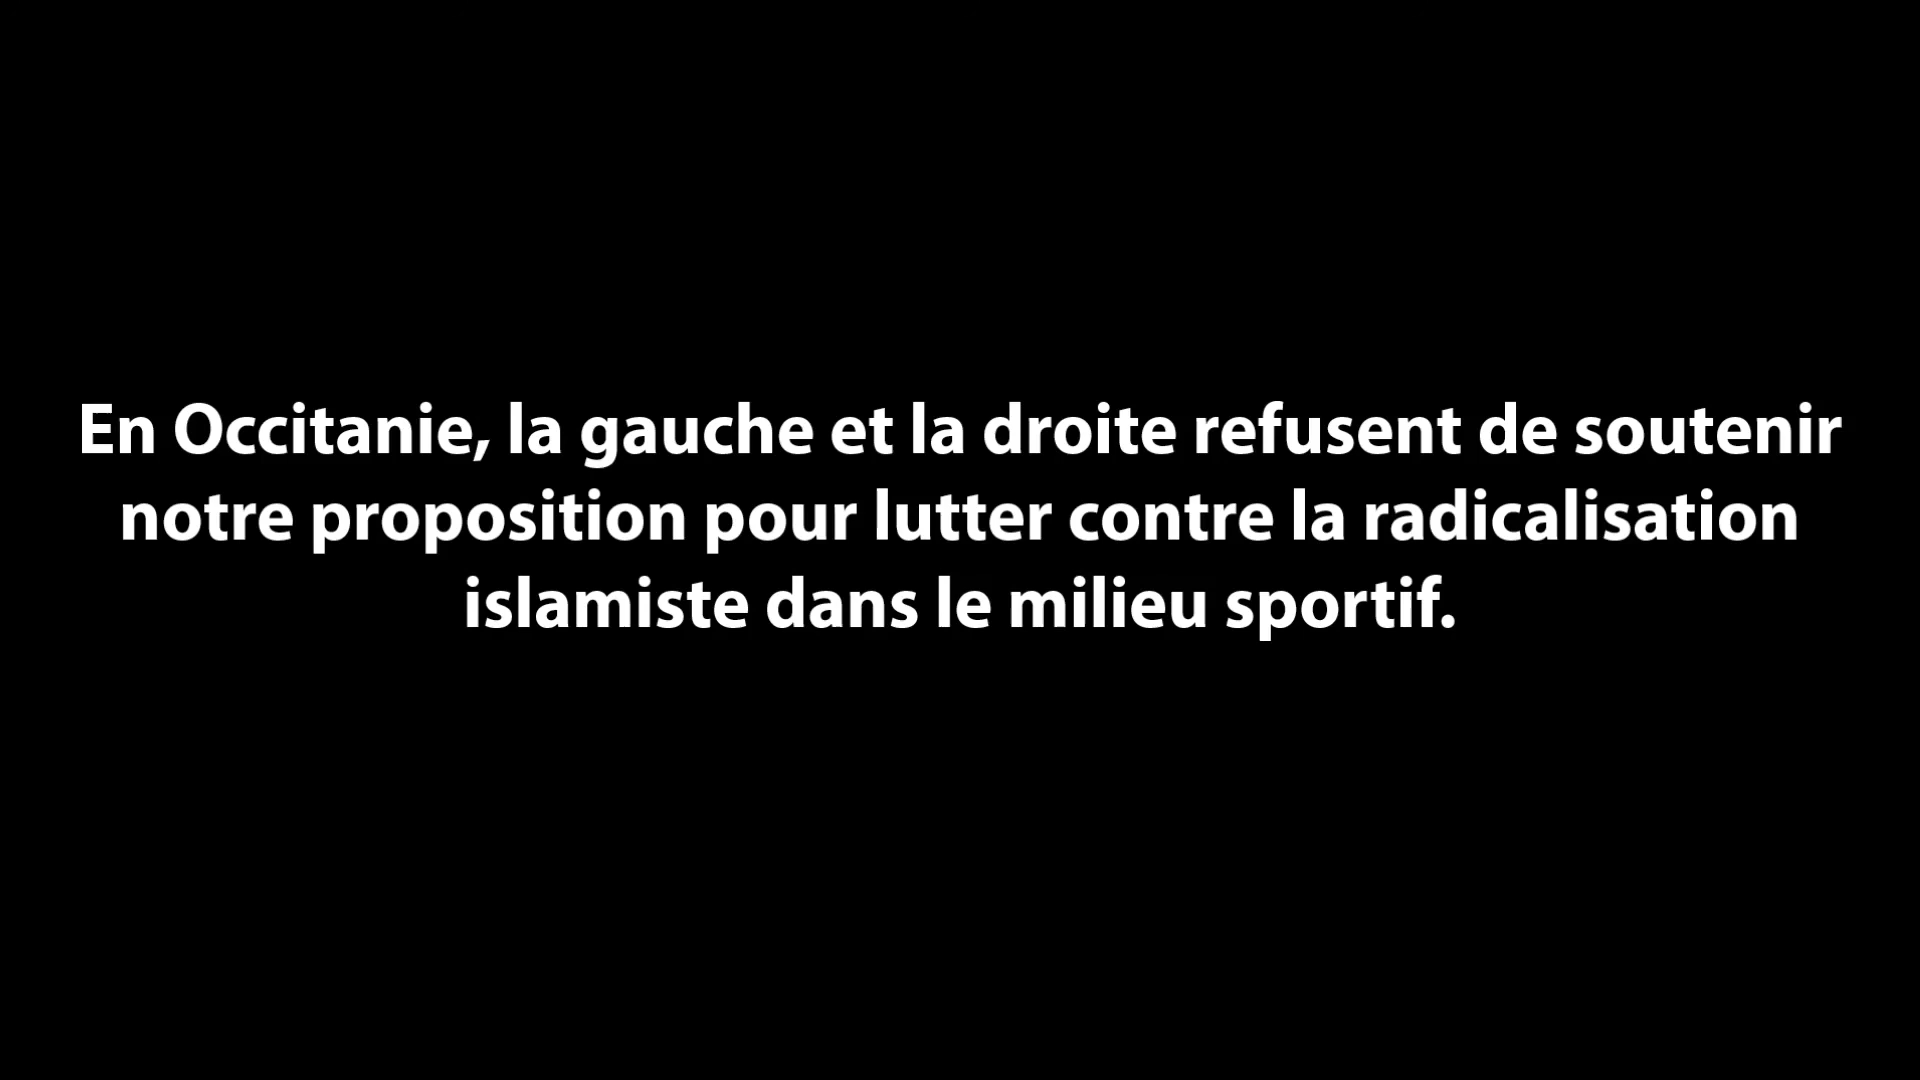 En Occitanie, la gauche et la droite refusent de soutenir
notre proposition pour lutter contre la radicalisation
islamiste dans le milieu sportif.